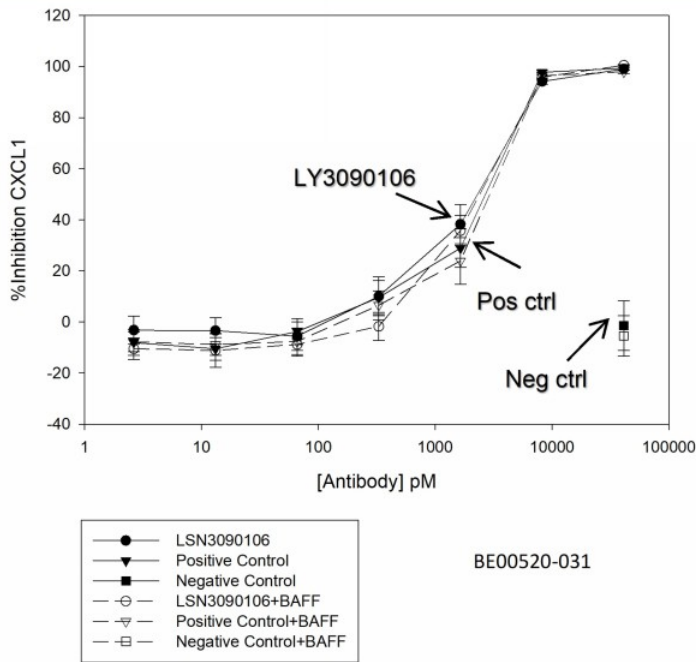 120
100
80
60
40
20
0
-20
-40
%Inhibition CXCL1
LY3090106
Pos ctrl
Neg ctrl
1 10 100 1000 10000 100000
[Antibody] pM
LSN3090106
Positive Control
Negative Control
LSN3090106+BAFF
Positive Control+BAFF
Negative Control+BAFF
BE00520-031